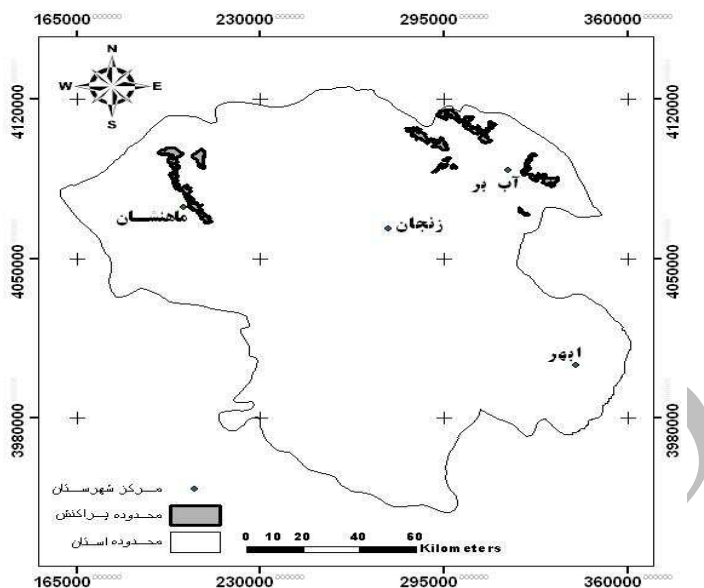 165000 230000 295000 360000
N
W E
S
4120000 4120000
آب بر
ماهنشان
زنجان
4050000 4050000
ابهر
3980000 3980000
مرکز شهرستان
محدوده پراکنش
محدوده استان
0 10 20 40 60
Kilometers
165000 230000 295000 360000